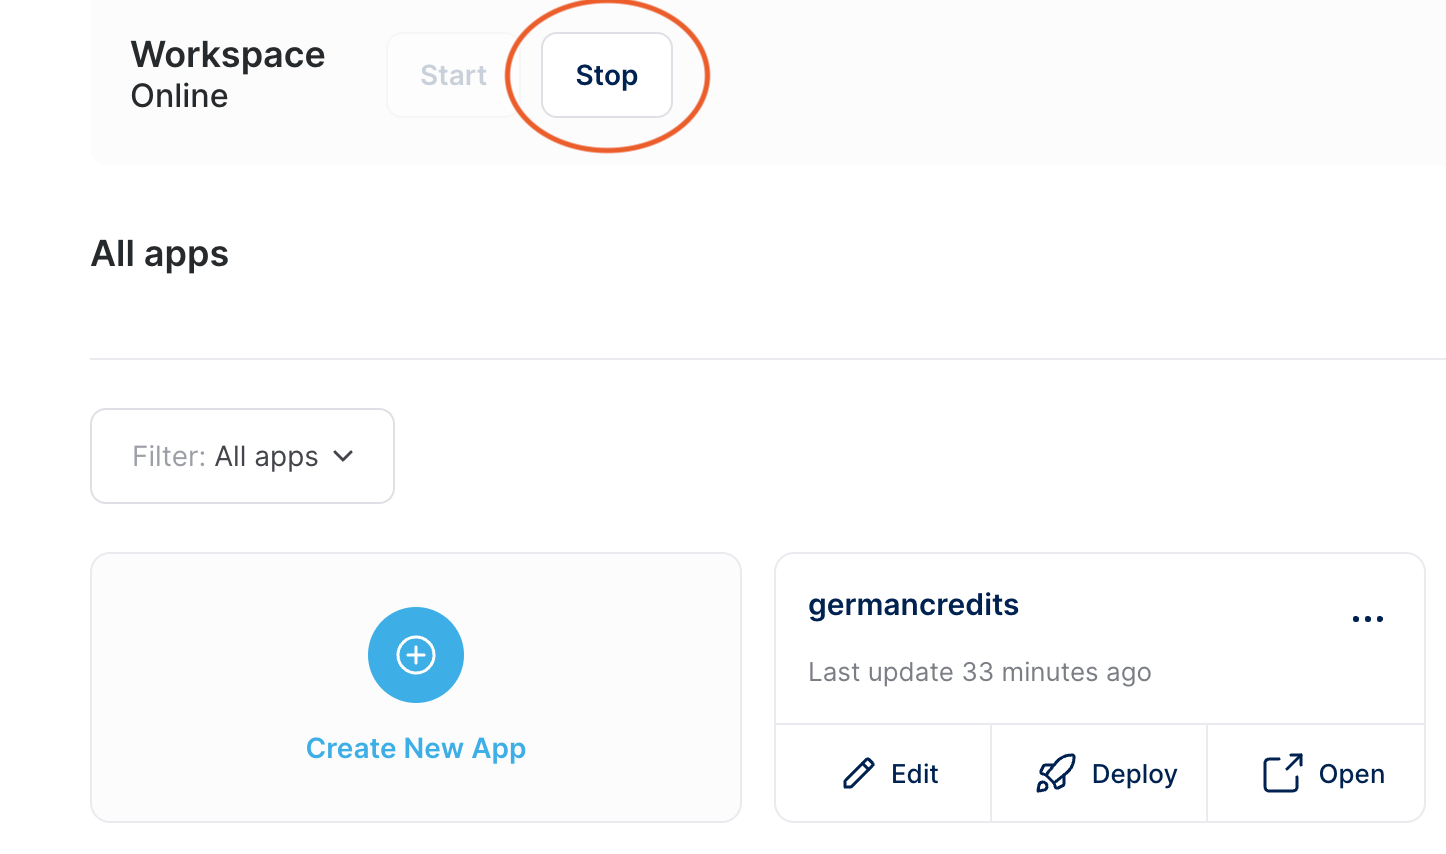 Workspace
Online
Start
Stop
All apps
Filter: All apps
Create New App
germancredits
Last update 33 minutes ago
Edit
Deploy
Open